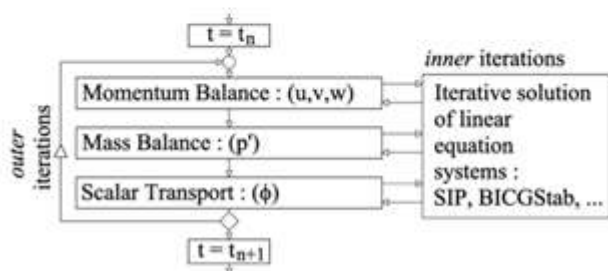 t = tn
inner iterations
Momentum Balance : (u,v,w)
Mass Balance : (p')
Scalar Transport : (ϕ)
Iterative solution
of linear
equation
systems :
SIP, BICGStab, ...
outer
iterations
t = tn+1